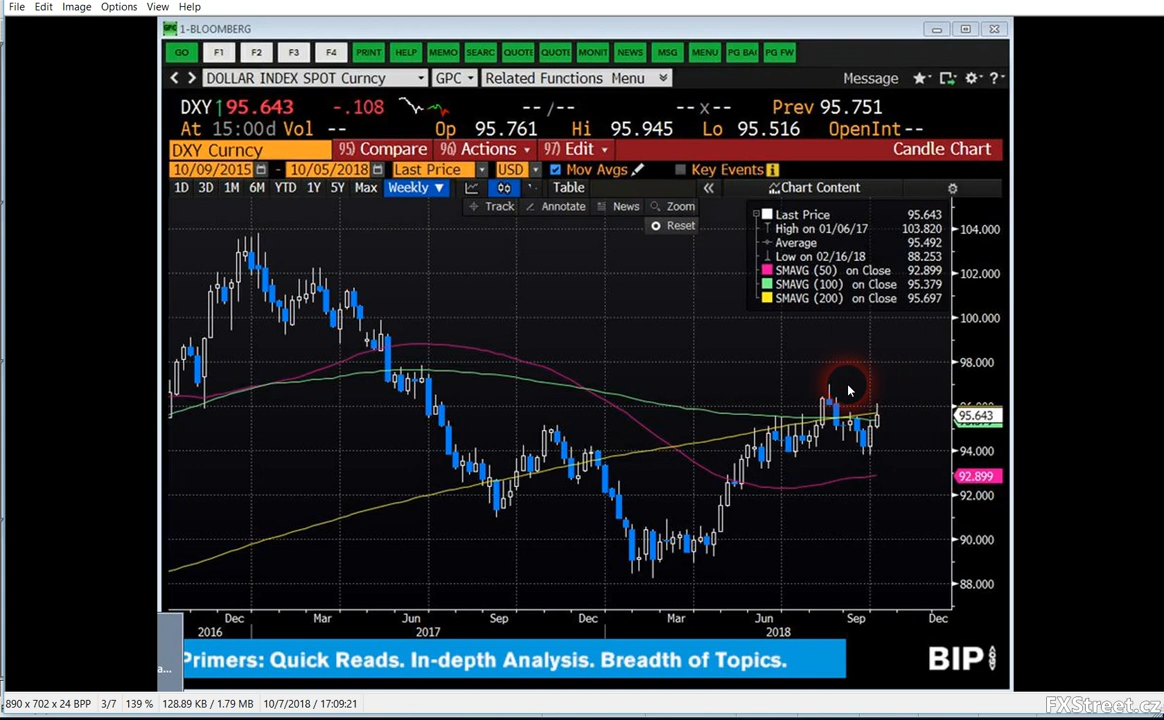 File Edit Image Options View Help
1-BLOOMBERG
GO F1 F2 F3 F4 PRINT HELP MEMO SEARC QUOTE QUOTE MONIT NEWS MSG MENU PG BAI PG FW
DOLLAR INDEX SPOT Curncy GPC Related Functions Menu Message
DXY 95.643 -.108 -- /-- -- x -- Prev 95.751
At 15:00d Vol -- Op 95.761 Hi 95.945 Lo 95.516 OpenInt --
DXY Curncy 95) Compare 96) Actions 97) Edit Candle Chart
10/09/2015 - 10/05/2018 Last Price USD Mov Avgs Key Events
1D 3D 1M 6M YTD 1Y 5Y Max Weekly Table « Chart Content
Track Annotate News Zoom
Reset
Last Price 95.643
High on 01/06/17 103.820
Average 95.492
Low on 02/16/18 88.253
SMAVG (50) on Close 92.899
SMAVG (100) on Close 95.379
SMAVG (200) on Close 95.697
104.000
102.000
100.000
98.000
95.643
94.000
92.899
92.000
90.000
88.000
Dec Mar Jun Sep Dec Mar Jun Sep Dec
2016 2017 2018
a...
Primers: Quick Reads. In-depth Analysis. Breadth of Topics.
BIP
890 x 702 x 24 BPP 3/7 139 % 128.89 KB / 1.79 MB 10/7/2018 / 17:09:21
FXStreet.cz